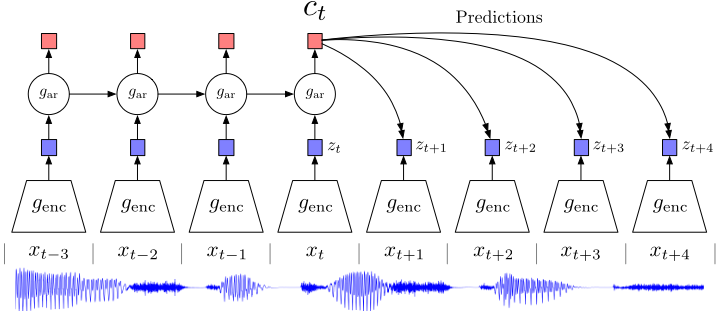 c_t
Predictions
g_ar g_ar g_ar g_ar
z_t z_{t+1} z_{t+2} z_{t+3} z_{t+4}
g_enc g_enc g_enc g_enc g_enc g_enc g_enc g_enc
x_{t−3} x_{t−2} x_{t−1} x_t x_{t+1} x_{t+2} x_{t+3} x_{t+4}